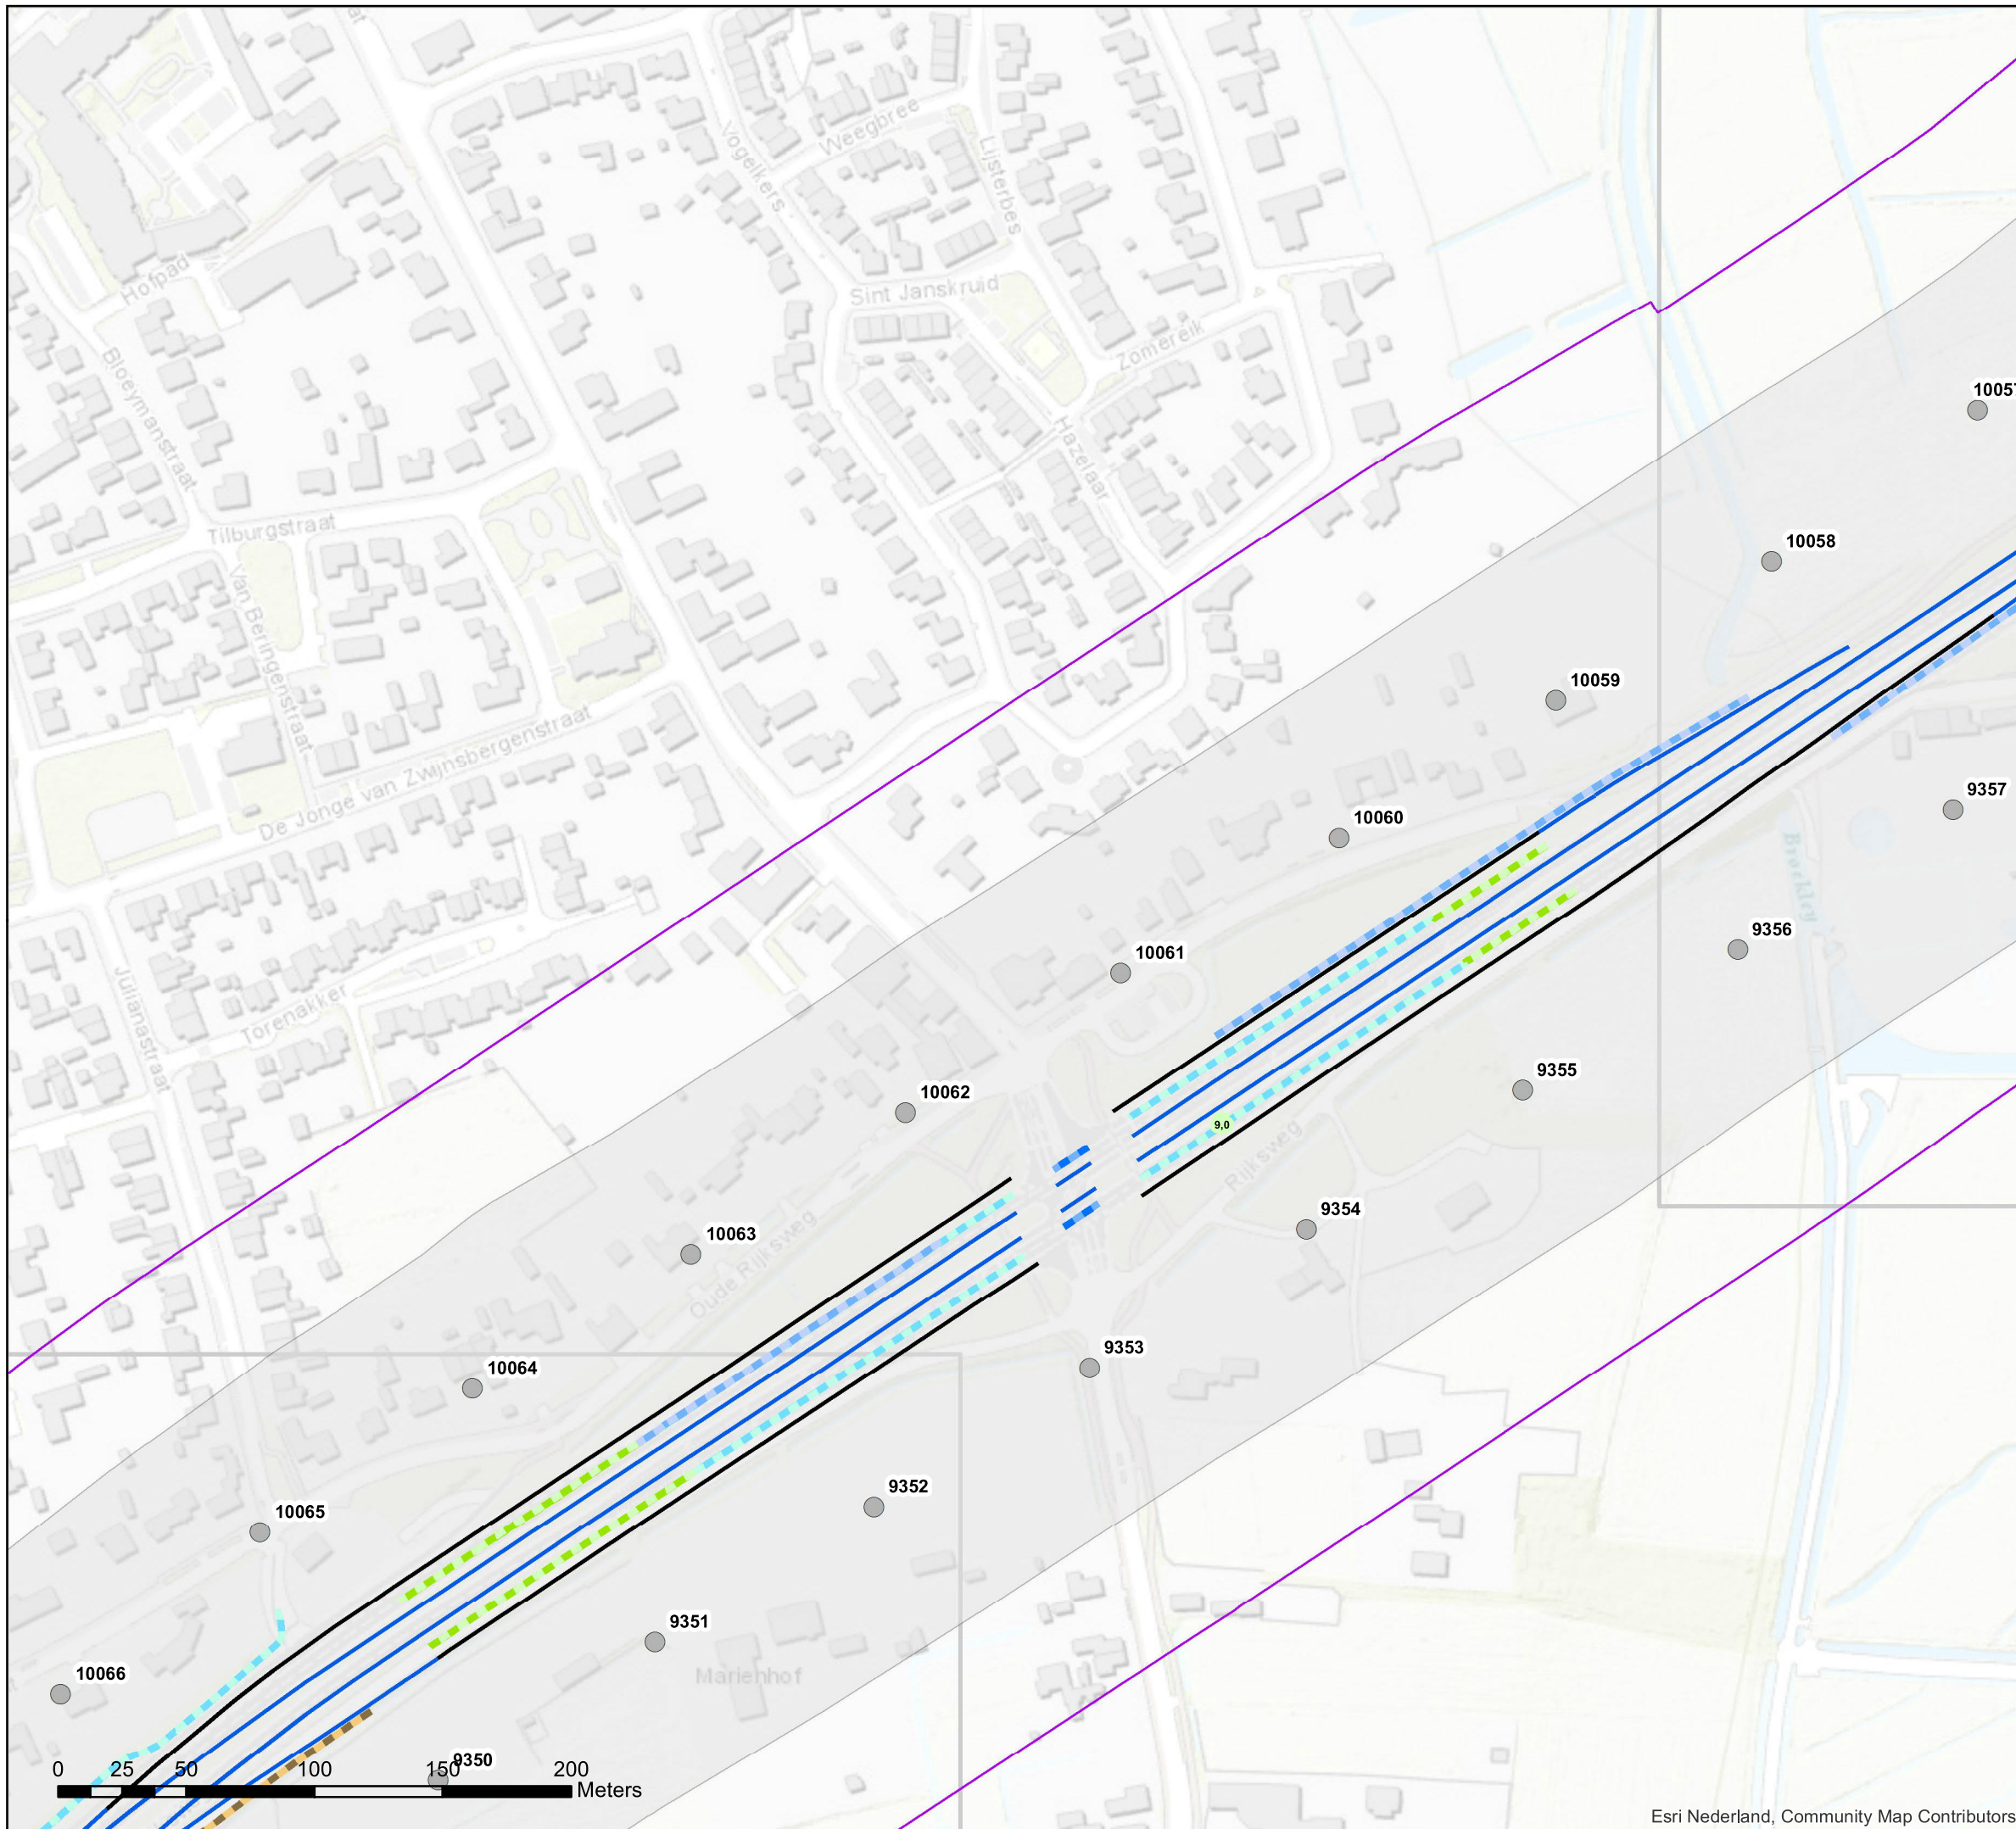 Weegbree
Vogelkers
Lijsterbes
Hofpad
Sint Janskruid
Zomereik
Bloeymanstraat
1005
Hazelaar
Tilburgstraat
10058
Van Beringenstraat
10059
De Jonge van Zwijnsbergenstraat
9357
10060
Breekley
9356
10061
Julianastraat
Torenakker
9355
10062
9,0
Rijksweg
9354
10063
Oude Rijksweg
9353
10064
9352
10065
9351
10066
Marienhof
9350
0 25 50 100 150 200
Meters
Esri Nederland, Community Map Contributors